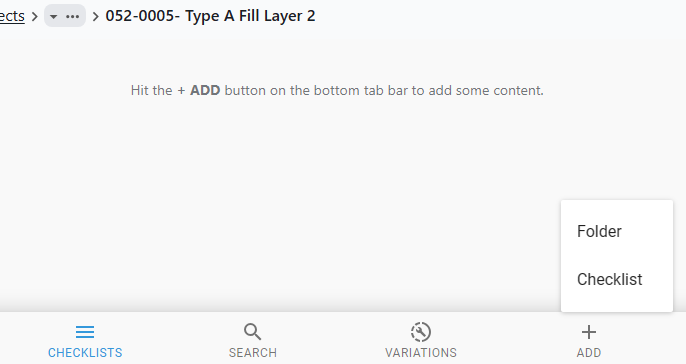 ects > ... > 052-0005- Type A Fill Layer 2
Hit the + ADD button on the bottom tab bar to add some content.
Folder
Checklist
CHECKLISTS SEARCH VARIATIONS ADD